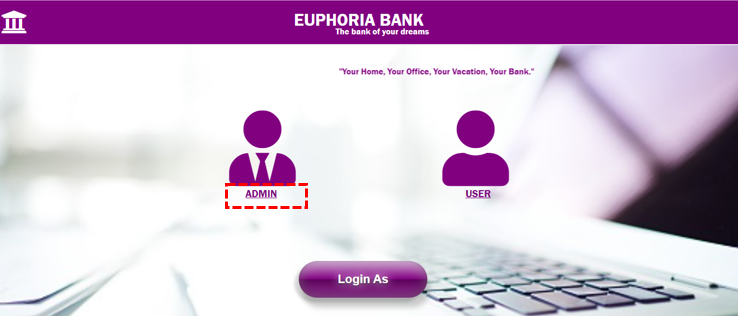 EUPHORIA BANK
The bank of your dreams
"Your Home, Your Office, Your Vacation, Your Bank."
ADMIN
USER
Login As